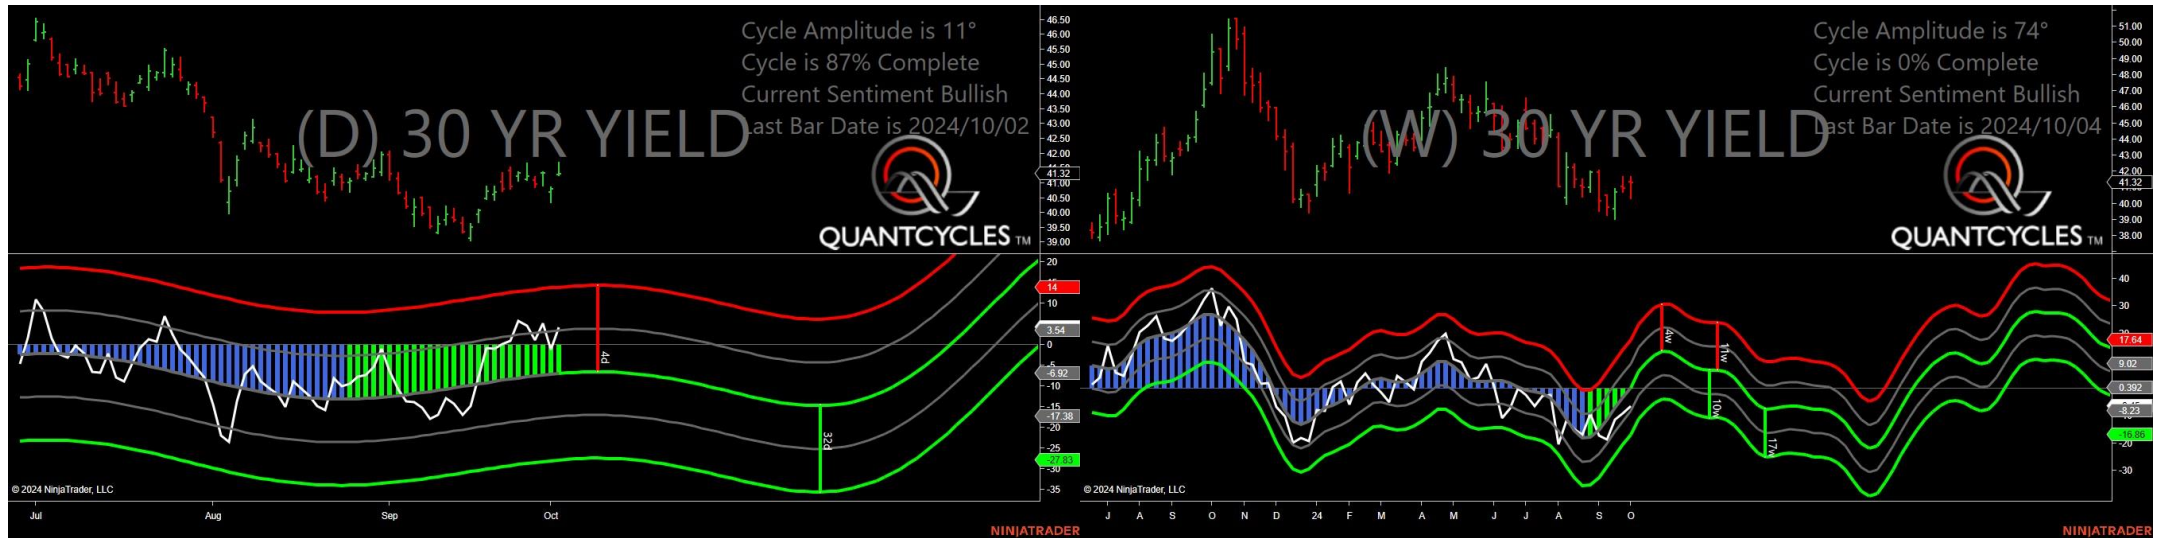 Cycle Amplitude is 11°
Cycle is 87% Complete
Current Sentiment Bullish
Last Bar Date is 2024/10/02
(D) 30 YR YIELD
QUANTCYCLES TM
46.50
46.00
45.50
45.00
44.50
44.00
43.50
43.00
42.50
42.00
41.32
41.00
40.50
40.00
39.50
39.00
20
14
10
3.54
0
-6.92
-10
-17.38
-20
-25
-27.83
-30
-35
4d
32d
© 2024 NinjaTrader, LLC
Jul
Aug
Sep
Oct
NINJATRADER
Cycle Amplitude is 74°
Cycle is 0% Complete
Current Sentiment Bullish
Last Bar Date is 2024/10/04
(W) 30 YR YIELD
QUANTCYCLES TM
51.00
50.00
49.00
48.00
47.00
46.00
45.00
44.00
43.00
42.00
41.32
40.00
39.00
38.00
40
30
17.64
9.02
0.392
-8.23
-16.86
-20
-30
4w
11w
10w
17w
© 2024 NinjaTrader, LLC
J A S O N D 24 F M A M J J A S O
NINJATRADER